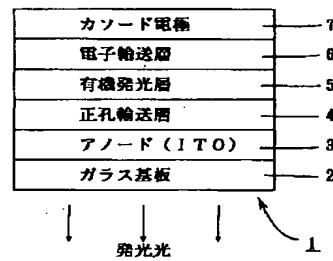 カソード電極 7
電子輸送層 6
有機発光層 5
正孔輸送層 4
アノード(ITO) 3
ガラス基板 2
発光光
1